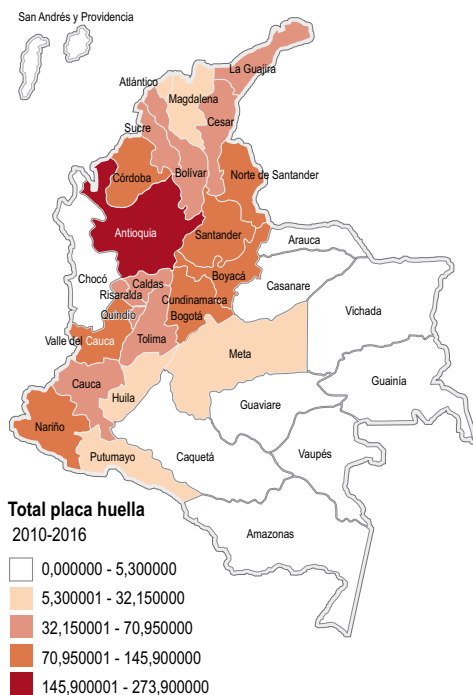 San Andrés y Providencia
La Guajira
Atlántico
Magdalena
Cesar
Sucre
Bolívar
Córdoba
Norte de Santander
Antioquia
Santander
Arauca
Chocó
Boyacá
Caldas
Casanare
Risaralda
Cundinamarca
Vichada
Quindío
Bogotá
Valle del Cauca
Tolima
Meta
Guainía
Cauca
Huila
Guaviare
Nariño
Vaupés
Putumayo
Caquetá
Amazonas
Total placa huella
2010-2016
0,000000 - 5,300000
5,300001 - 32,150000
32,150001 - 70,950000
70,950001 - 145,900000
145,900001 - 273,900000